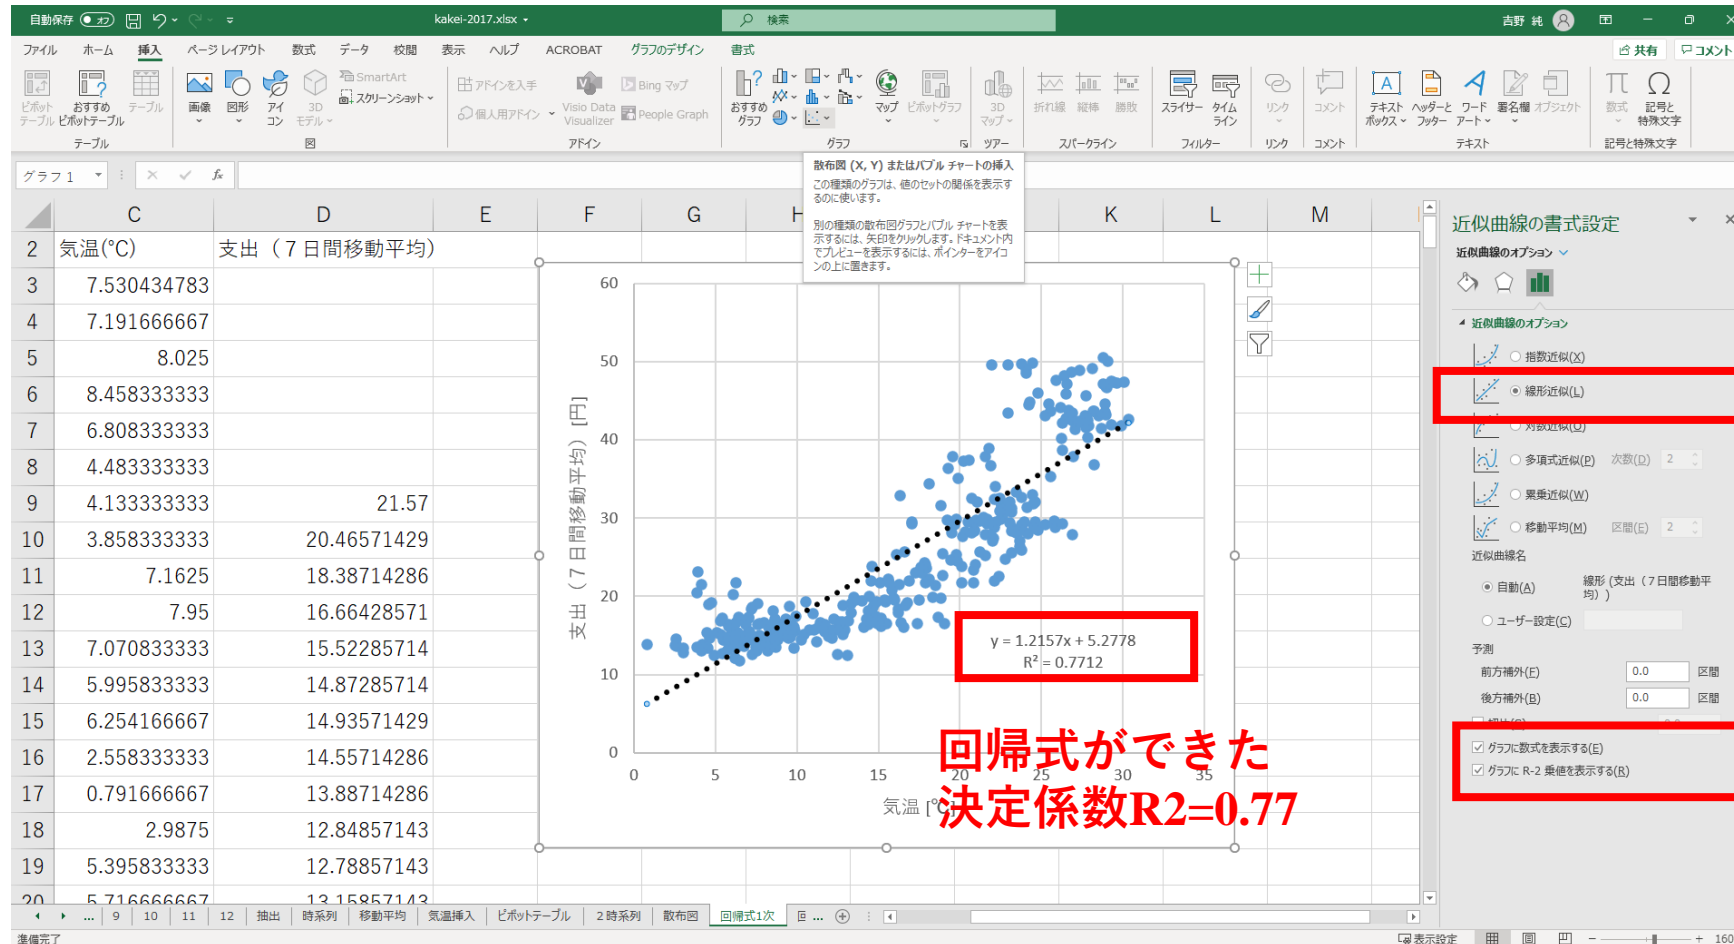 自動保存 オフ
kakei-2017.xlsx
検索
吉野 純
ファイル ホーム 挿入 ページ レイアウト 数式 データ 校閲 表示 ヘルプ ACROBAT グラフのデザイン 書式
共有 コメント
ピボット
テーブル
おすすめ
ピボットテーブル
テーブル
画像
図形
アイ
コン
3D
モデル
SmartArt
スクリーンショット
アドインを入手
個人用アドイン
Visio Data
Visualizer
Bing マップ
People Graph
おすすめ
グラフ
マップ
ピボットグラフ
3D
マップ
折れ線 縦棒 勝敗
スライサー
タイム
ライン
リンク
コメント
テキスト
ボックス
ヘッダーと
フッター
ワード
アート
署名欄
オブジェクト
数式
記号と
特殊文字
テーブル 図 アドイン グラフ ツアー スパークライン フィルター リンク コメント テキスト 記号と特殊文字
グラフ 1
fx
散布図 (X, Y) またはバブル チャートの挿入
この種類のグラフは、値のセットの関係を表示す
るのに使います。
別の種類の散布図グラフとバブル チャートを表
示するには、矢印をクリックします。ドキュメント内
でプレビューを表示するには、ポインターをアイコ
ンの上に置きます。
C D E F G H K L M
2 気温(℃) 支出（７日間移動平均）
3 7.530434783
4 7.191666667
5 8.025
6 8.458333333
7 6.808333333
8 4.483333333
9 4.133333333 21.57
10 3.858333333 20.46571429
11 7.1625 18.38714286
12 7.95 16.66428571
13 7.070833333 15.52285714
14 5.995833333 14.87285714
15 6.254166667 14.93571429
16 2.558333333 14.55714286
17 0.791666667 13.88714286
18 2.9875 12.84857143
19 5.395833333 12.78857143
20 5.716666667 13.15857143
60
50
40
30
20
10
0
0 5 10 15 20 25 30 35
支出（７日間移動平均）[円]
気温 [℃]
y = 1.2157x + 5.2778
R² = 0.7712
回帰式ができた
決定係数R2=0.77
近似曲線の書式設定
近似曲線のオプション
近似曲線のオプション
指数近似(X)
線形近似(L)
対数近似(O)
多項式近似(P) 次数(D) 2
累乗近似(W)
移動平均(M) 区間(E) 2
近似曲線名
自動(A) 線形 (支出（７日間移動平
均）)
ユーザー設定(C)
予測
前方補外(F) 0.0 区間
後方補外(B) 0.0 区間
グラフに数式を表示する(E)
グラフに R-2 乗値を表示する(R)
... 9 10 11 12 抽出 時系列 移動平均 気温挿入 ピボットテーブル ２時系列 散布図 回帰式1次 回 ...
準備完了
表示設定
160